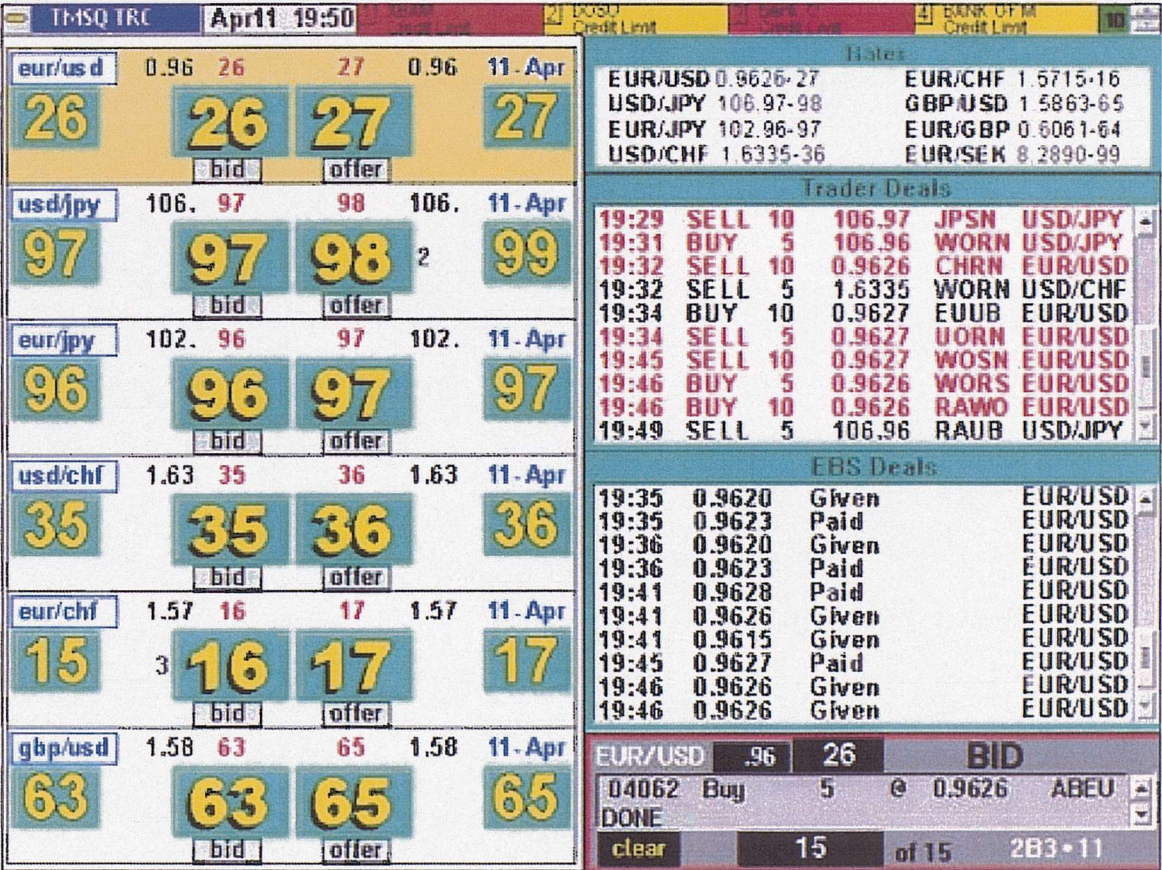 TMSQ TRC Apr11 19:50 Credit Limit 4 BANK OF M Credit Limit 10
eur/usd 0.96 26 27 0.96 11-Apr
26 26 27 27
bid offer
usd/jpy 106. 97 98 106. 11-Apr
97 97 98 2 99
bid offer
eur/jpy 102. 96 97 102. 11-Apr
96 96 97 97
bid offer
usd/chf 1.63 35 36 1.63 11-Apr
35 35 36 36
bid offer
eur/chf 1.57 16 17 1.57 11-Apr
15 3 16 17 17
bid offer
gbp/usd 1.58 63 65 1.58 11-Apr
63 63 65 65
bid offer
Rates
EUR/USD 0.9626-27 EUR/CHF 1.5715-16
USD/JPY 106.97-98 GBP/USD 1.5863-65
EUR/JPY 102.96-97 EUR/GBP 0.6061-64
USD/CHF 1.6335-36 EUR/SEK 8.2890-99
Trader Deals
19:29 SELL 10 106.97 JPSN USD/JPY
19:31 BUY 5 106.96 WORN USD/JPY
19:32 SELL 10 0.9626 CHRN EUR/USD
19:32 SELL 5 1.6335 WORN USD/CHF
19:34 BUY 10 0.9627 EUUB EUR/USD
19:34 SELL 5 0.9627 UORN EUR/USD
19:45 SELL 10 0.9627 WOSN EUR/USD
19:46 BUY 5 0.9626 WORS EUR/USD
19:46 BUY 10 0.9626 RAWO EUR/USD
19:49 SELL 5 106.96 RAUB USD/JPY
EBS Deals
19:35 0.9620 Given EUR/USD
19:35 0.9623 Paid EUR/USD
19:36 0.9620 Given EUR/USD
19:36 0.9623 Paid EUR/USD
19:41 0.9628 Paid EUR/USD
19:41 0.9626 Given EUR/USD
19:41 0.9615 Given EUR/USD
19:45 0.9627 Paid EUR/USD
19:46 0.9626 Given EUR/USD
19:46 0.9626 Given EUR/USD
EUR/USD .96 26 BID
04062 Buy 5 @ 0.9626 ABEU
DONE
clear 15 of 15 2B3•11